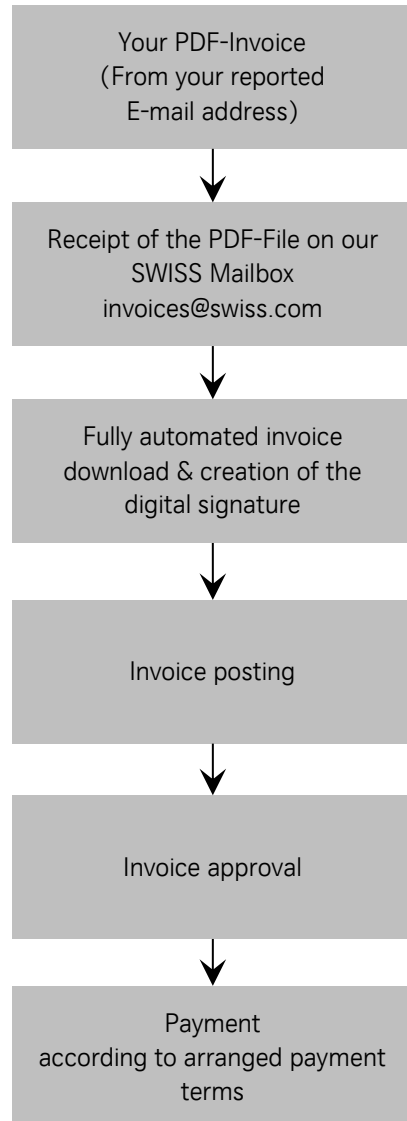 Your PDF-Invoice
(From your reported
E-mail address)
Receipt of the PDF-File on our
SWISS Mailbox
invoices@swiss.com
Fully automated invoice
download & creation of the
digital signature
Invoice posting
Invoice approval
Payment
according to arranged payment
terms